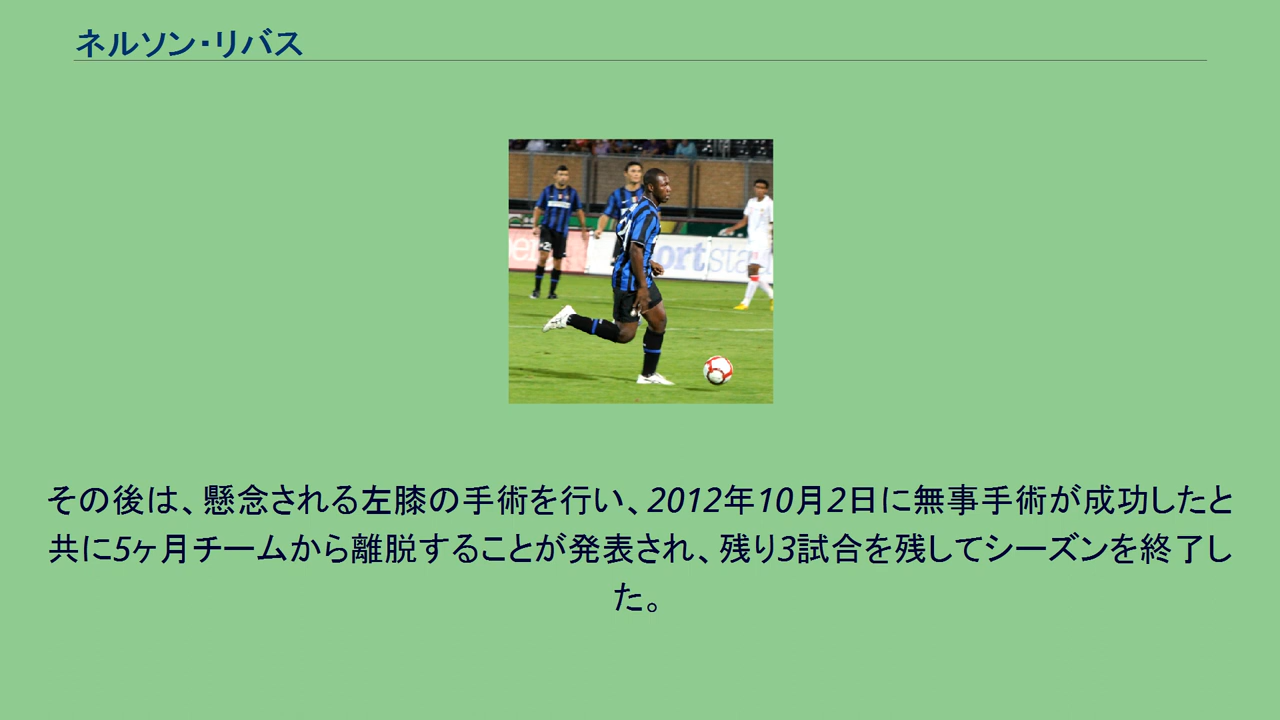 ネルソン・リバス
その後は、懸念される左膝の手術を行い、2012年10月2日に無事手術が成功したと
共に5ヶ月チームから離脱することが発表され、残り3試合を残してシーズンを終了し
た。